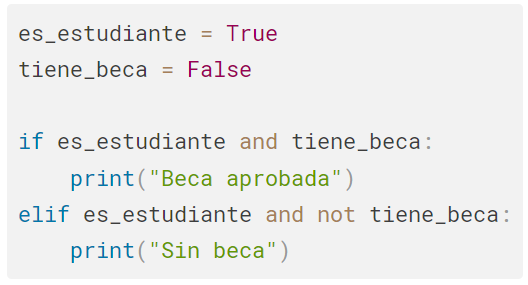 es_estudiante = True
tiene_beca = False

if es_estudiante and tiene_beca:
    print("Beca aprobada")
elif es_estudiante and not tiene_beca:
    print("Sin beca")